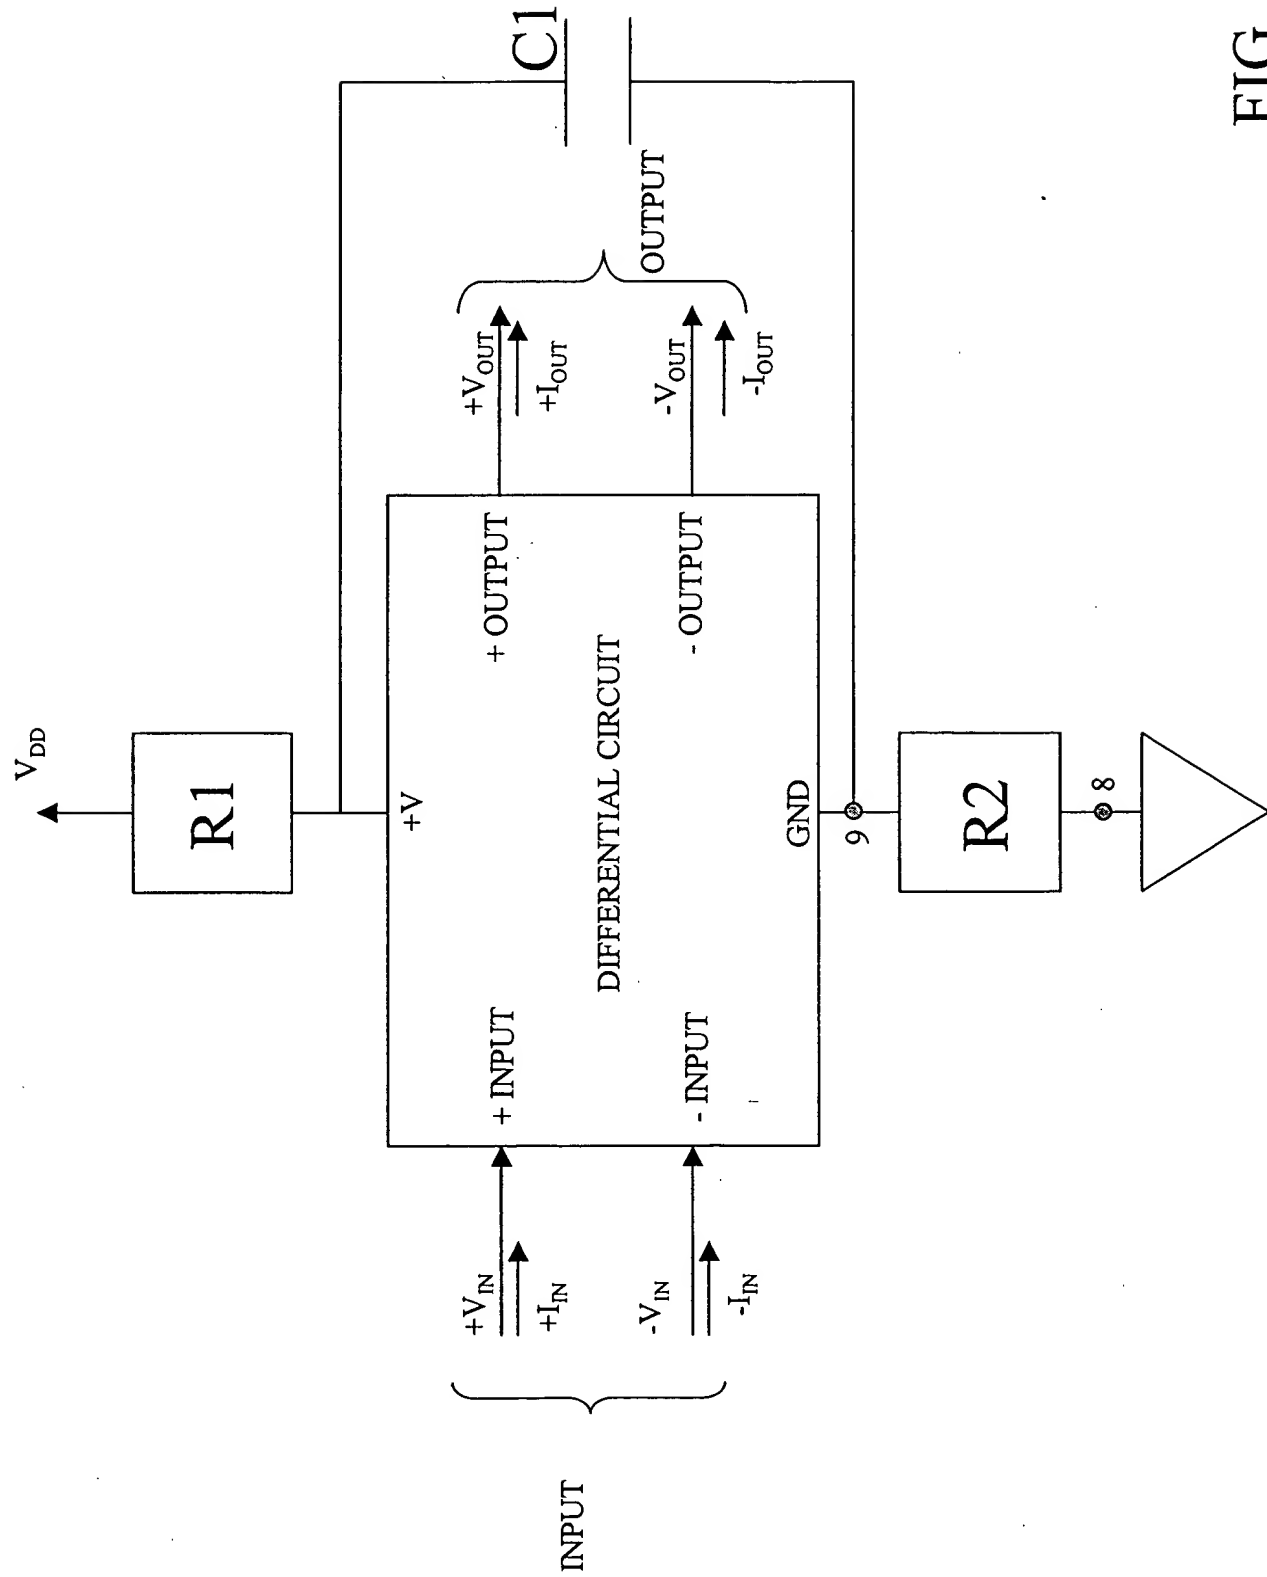 V_DD
R1
C1
+V
+ INPUT
- INPUT
DIFFERENTIAL CIRCUIT
+ OUTPUT
- OUTPUT
GND
+V_IN
+I_IN
-V_IN
-I_IN
INPUT
+V_OUT
+I_OUT
-V_OUT
-I_OUT
OUTPUT
9
R2
8
FIG